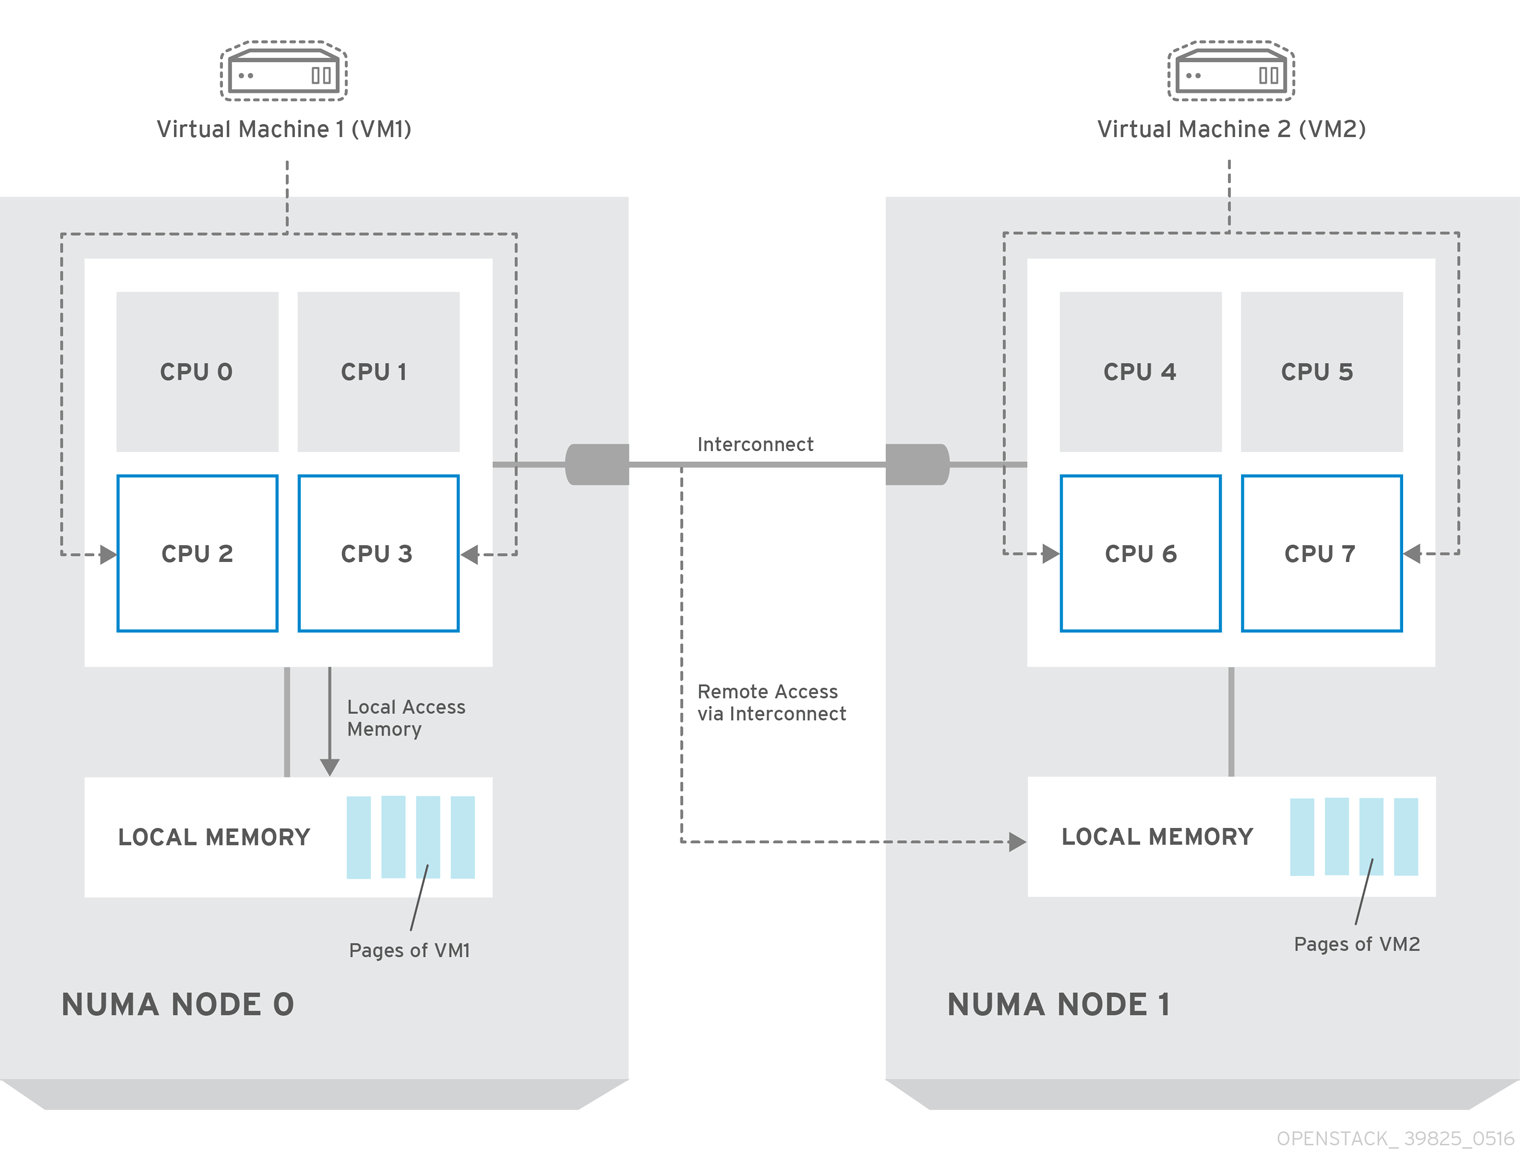 Virtual Machine 1 (VM1)
Virtual Machine 2 (VM2)
CPU 0
CPU 1
CPU 2
CPU 3
Local Access
Memory
LOCAL MEMORY
Pages of VM1
NUMA NODE 0
Interconnect
Remote Access
via Interconnect
CPU 4
CPU 5
CPU 6
CPU 7
LOCAL MEMORY
Pages of VM2
NUMA NODE 1
OPENSTACK_ 39825_0516